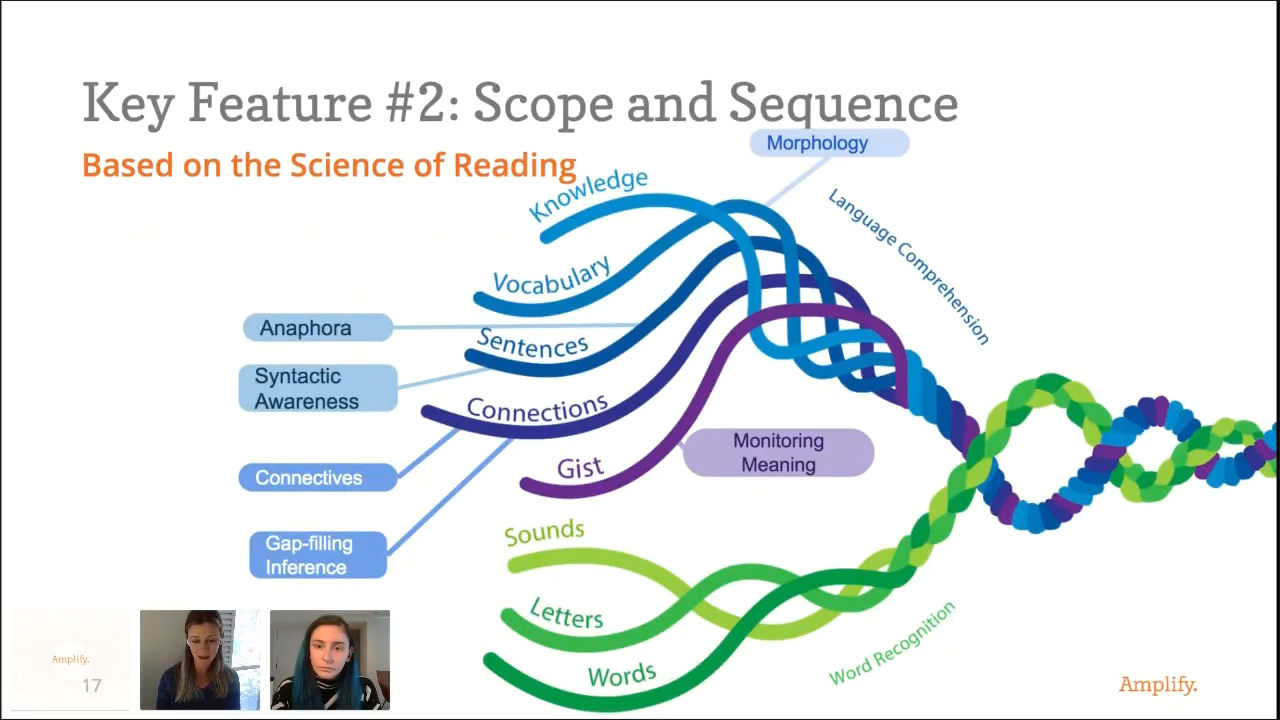 Key Feature #2: Scope and Sequence
Based on the Science of Reading
Morphology
Knowledge
Language Comprehension
Vocabulary
Anaphora
Sentences
Syntactic
Awareness
Connections
Monitoring
Meaning
Gist
Connectives
Sounds
Gap-filling
Inference
Letters
Word Recognition
Words
Amplify.
17
Amplify.